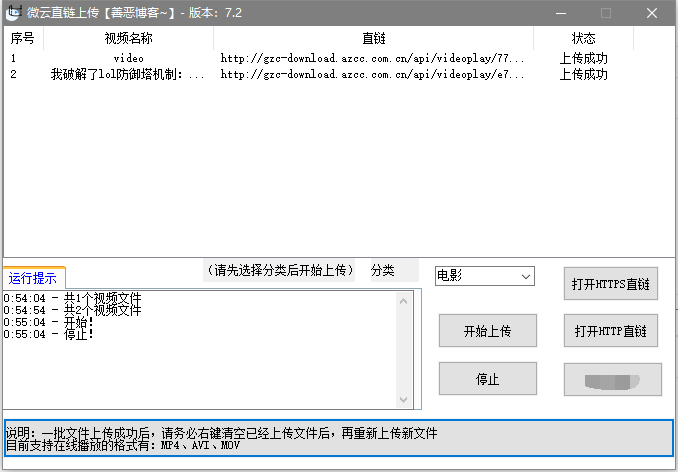 微云直链上传【善恶博客~】- 版本：7.2
序号 视频名称 直链 状态
1 video http://gzc-download.azcc.com.cn/api/videoplay/77... 上传成功
2 我破解了lol防御塔机制：... http://gzc-download.azcc.com.cn/api/videoplay/e7... 上传成功
运行提示
（请先选择分类后开始上传） 分类
电影
打开HTTPS直链
0:54:04 - 共1个视频文件
0:54:54 - 共2个视频文件
0:55:04 - 开始！
0:55:04 - 停止！
开始上传
打开HTTP直链
停止
说明：一批文件上传成功后，请务必右键清空已经上传文件后，再重新上传新文件
目前支持在线播放的格式有：MP4、AVI、MOV